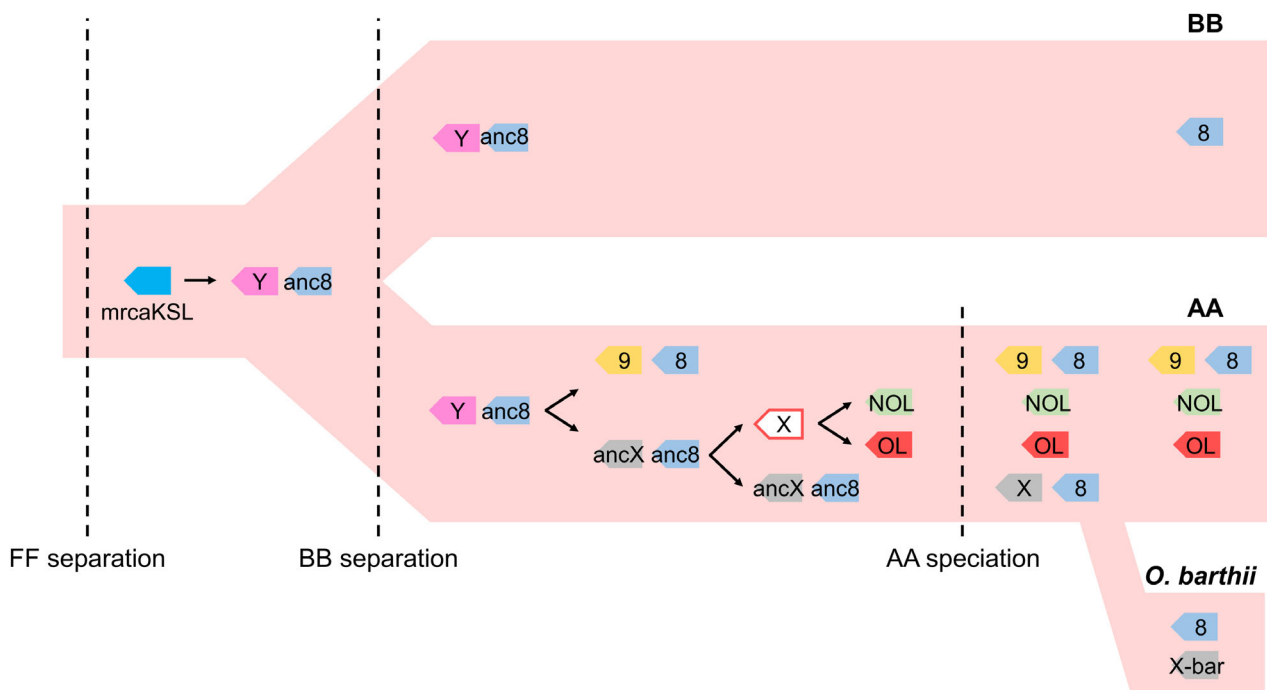 BB
Y anc8
8
mrcaKSL
Y anc8
AA
9 8
9 8
9 8
Y anc8
NOL
NOL
NOL
X
ancX anc8
OL
OL
OL
ancX anc8
X 8
FF separation
BB separation
AA speciation
O. barthii
8
X-bar